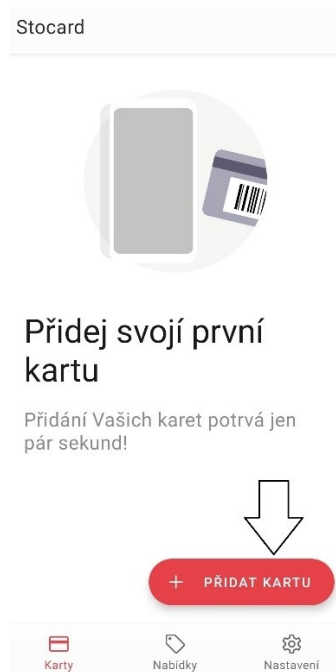 Stocard
Přidej svojí první
kartu
Přidání Vašich karet potrvá jen
pár sekund!
+ PŘIDAT KARTU
Karty
Nabídky
Nastavení